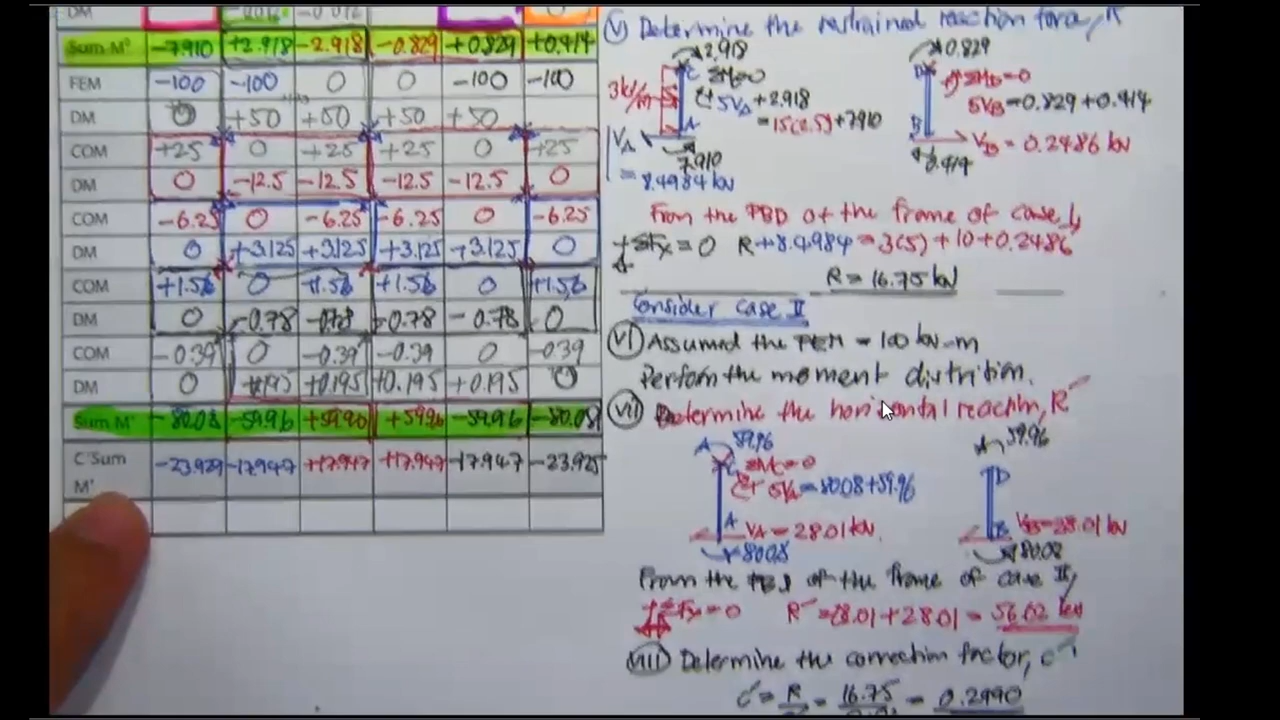 DM
Sum M° -7.910 +2.918 -2.918 -0.829 +0.829 +0.414
FEM -100 -100 0 0 -100 -100
DM 0 +50 +50 +50 +50
COM +25 0 +25 +25 0 +25
DM 0 -12.5 -12.5 -12.5 -12.5 0
COM -6.25 0 -6.25 -6.25 0 -6.25
DM 0 +3.125 +3.125 +3.125 +3.125 0
COM +1.56 0 +1.56 +1.56 0 +1.56
DM 0 -0.78 -0.78 -0.78 -0.78 0
COM -0.39 0 -0.39 -0.39 0 -0.39
DM 0 +0.195 +0.195 +0.195 +0.195 0
Sum M' -80.08 -59.96 +59.96 +59.96 -59.96 -80.08
C' Sum M' -23.929 -17.947 +17.947 +17.947 -17.947 -23.925
v) Determine the restrained reaction force, R
2.918
C ΣMc=0
3kN/m
5VA + 2.918
= 15(2.5)+7.910
VA A
7.910
= 8.4984 kN
0.829
D ΣMD=0
5VB=0.829+0.414
B VB = 0.2486 kN
0.414
From the FBD of the frame of case I,
ΣFx = 0 R+8.4984 = 3(5) + 10 + 0.2486
R = 16.75 kN
Consider case II
vi) Assumed the FEM = 100 kN-m
Perform the moment distrition.
vii) Determine the horizontal reaction, R'
59.96
ΣMc=0
5VA = 80.08+59.96
A VA = 28.01 kN
80.08
59.96
D
B VB=28.01 kN
80.08
From the FBD of the frame of case II,
ΣFx = 0 R' = 28.01 + 28.01 = 56.02 kN
viii) Determine the correction factor, c'
c' = R = 16.75 = 0.2990